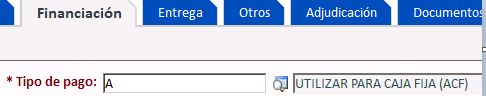 Financiación Entrega Otros Adjudicación Documentos
* Tipo de pago: A UTILIZAR PARA CAJA FIJA (ACF)